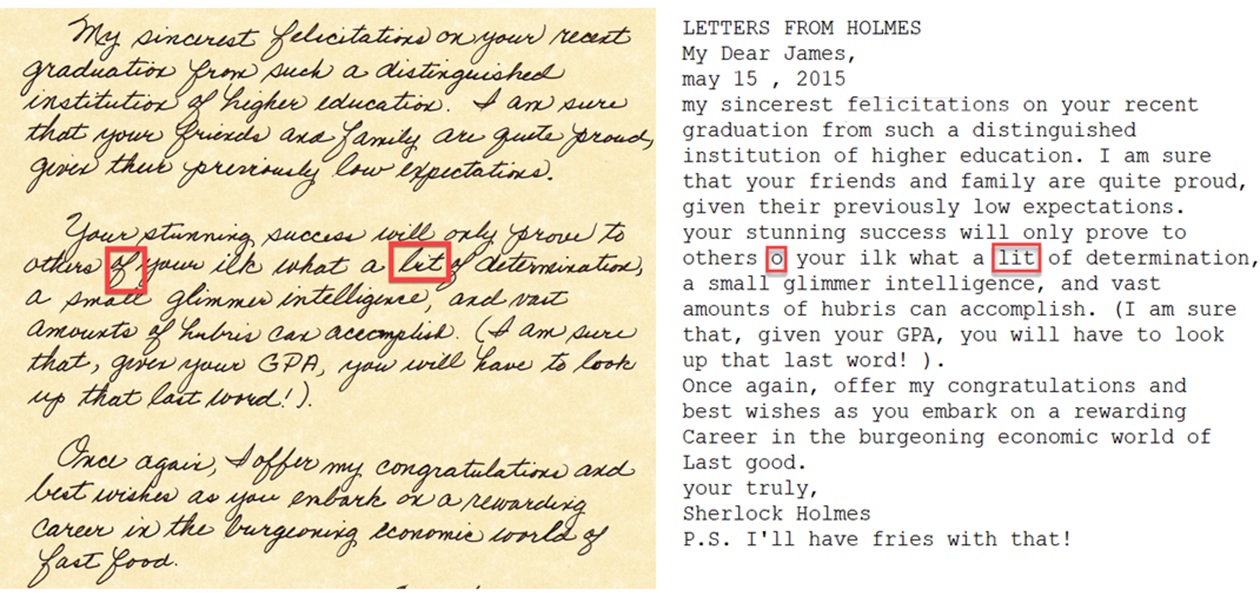 My sincerest felicitations on your recent
graduation from such a distinguished
institution of higher education. I am sure
that your friends and family are quite proud,
given their previously low expectations.
Your stunning success will only prove to
others of your ilk what a bit of determination,
a small glimmer intelligence, and vast
amounts of hubris can accomplish. (I am sure
that, given your GPA, you will have to look
up that last word!).
Once again, I offer my congratulations and
best wishes as you embark on a rewarding
career in the burgeoning economic world of
fast food.
LETTERS FROM HOLMES
My Dear James,
may 15 , 2015
my sincerest felicitations on your recent
graduation from such a distinguished
institution of higher education. I am sure
that your friends and family are quite proud,
given their previously low expectations.
your stunning success will only prove to
others o your ilk what a lit of determination,
a small glimmer intelligence, and vast
amounts of hubris can accomplish. (I am sure
that, given your GPA, you will have to look
up that last word! ).
Once again, offer my congratulations and
best wishes as you embark on a rewarding
Career in the burgeoning economic world of
Last good.
your truly,
Sherlock Holmes
P.S. I'll have fries with that!